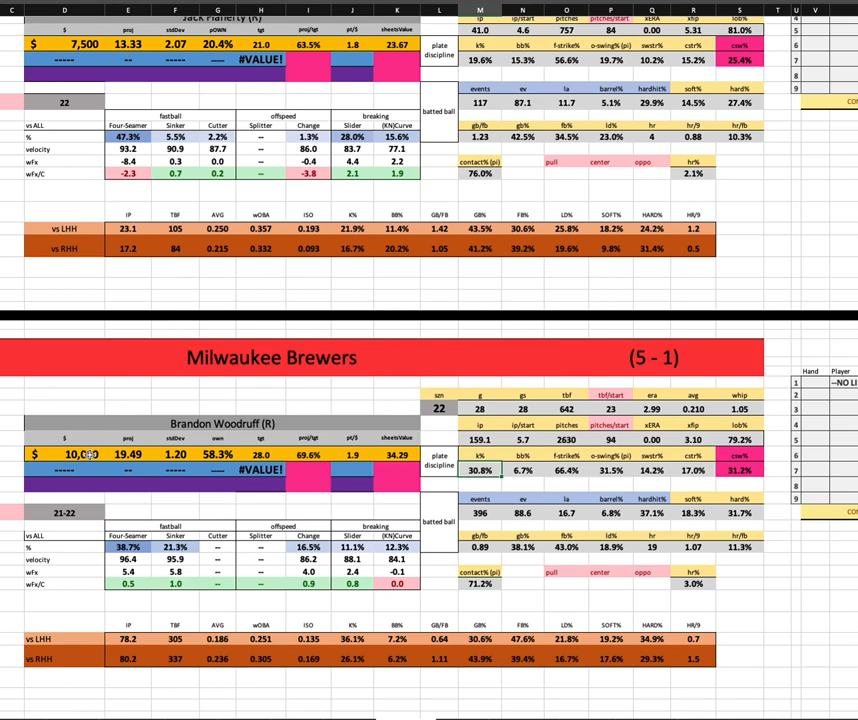 C D E F G H I J K L M N O P Q R S T U V
Jack Flaherty (R) ip ip/start pitches pitches/start xERA xfip lob% 4
$ proj stdDev pOWN tgt proj/tgt pt/$ sheetsValue 41.0 4.6 757 84 0.00 5.31 81.0% 5
$ 7,500 13.33 2.07 20.4% 21.0 63.5% 1.8 23.67 plate discipline k% bb% f-strike% o-swing% (pi) swstr% cstr% csw% 6
----- -- ----- ---- #VALUE! 19.6% 15.3% 56.6% 19.7% 10.2% 15.2% 25.4% 7
8
events ev la barrel% hardhit% soft% hard% 9
22 batted ball 117 87.1 11.7 5.1% 29.9% 14.5% 27.4%
fastball offspeed breaking
vs ALL Four-Seamer Sinker Cutter Splitter Change Slider (KN)Curve gb/fb gb% fb% ld% hr hr/9 hr/fb
% 47.3% 5.5% 2.2% -- 1.3% 28.0% 15.6% 1.23 42.5% 34.5% 23.0% 4 0.88 10.3%
velocity 93.2 90.9 87.7 -- 86.0 83.7 77.1
wFx -8.4 0.3 0.0 -- -0.4 4.4 2.2 contact% (pi) pull center oppo hr%
wFx/C -2.3 0.7 0.2 -- -3.8 2.1 1.9 76.0% 2.1%
IP TBF AVG wOBA ISO K% BB% GB/FB GB% FB% LD% SOFT% HARD% HR/9
vs LHH 23.1 105 0.250 0.357 0.193 21.9% 11.4% 1.42 43.5% 30.6% 25.8% 18.2% 24.2% 1.2
vs RHH 17.2 84 0.215 0.332 0.093 16.7% 20.2% 1.05 41.2% 39.2% 19.6% 9.8% 31.4% 0.5
Milwaukee Brewers (5 - 1)
Hand Player
1 --NO LI
szn g gs tbf tbf/start era avg whip 2
22 28 28 642 23 2.99 0.210 1.05 3
Brandon Woodruff (R) ip ip/start pitches pitches/start xERA xfip lob% 4
$ proj stdDev own tgt proj/tgt pt/$ sheetsValue 159.1 5.7 2630 94 0.00 3.10 79.2% 5
$ 19.49 1.20 58.3% 28.0 69.6% 1.9 34.29 plate discipline k% bb% f-strike% o-swing% (pi) swstr% cstr% csw% 6
----- -- ----- ---- #VALUE! 30.8% 6.7% 66.4% 31.5% 14.2% 17.0% 31.2% 7
8
events ev la barrel% hardhit% soft% hard% 9
21-22 batted ball 396 88.6 16.7 6.8% 37.1% 18.3% 31.7%
fastball offspeed breaking
vs ALL Four-Seamer Sinker Cutter Splitter Change Slider (KN)Curve gb/fb gb% fb% ld% hr hr/9 hr/fb
% 38.7% 21.3% -- -- 16.5% 11.1% 12.3% 0.89 38.1% 43.0% 18.9% 19 1.07 11.3%
velocity 96.4 95.9 -- -- 86.2 88.1 84.1
wFx 5.4 5.8 -- -- 4.0 2.4 -0.1 contact% (pi) pull center oppo hr%
wFx/C 0.5 1.0 -- -- 0.9 0.8 0.0 71.2% 3.0%
IP TBF AVG wOBA ISO K% BB% GB/FB GB% FB% LD% SOFT% HARD% HR/9
vs LHH 78.2 305 0.186 0.251 0.135 36.1% 7.2% 0.64 30.6% 47.6% 21.8% 19.2% 34.9% 0.7
vs RHH 80.2 337 0.236 0.305 0.169 26.1% 6.2% 1.11 43.9% 39.4% 16.7% 17.6% 29.3% 1.5